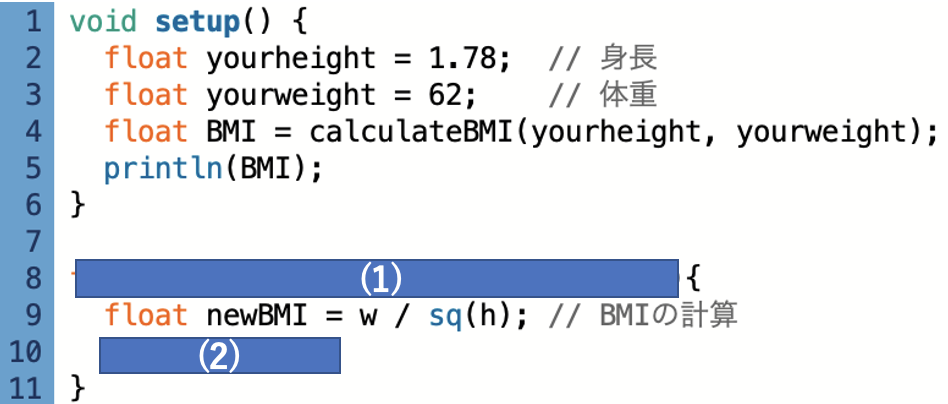 1 void setup() {
2 float yourheight = 1.78; // 身長
3 float yourweight = 62; // 体重
4 float BMI = calculateBMI(yourheight, yourweight);
5 println(BMI);
6 }
7
8 (1) {
9 float newBMI = w / sq(h); // BMIの計算
10 (2)
11 }